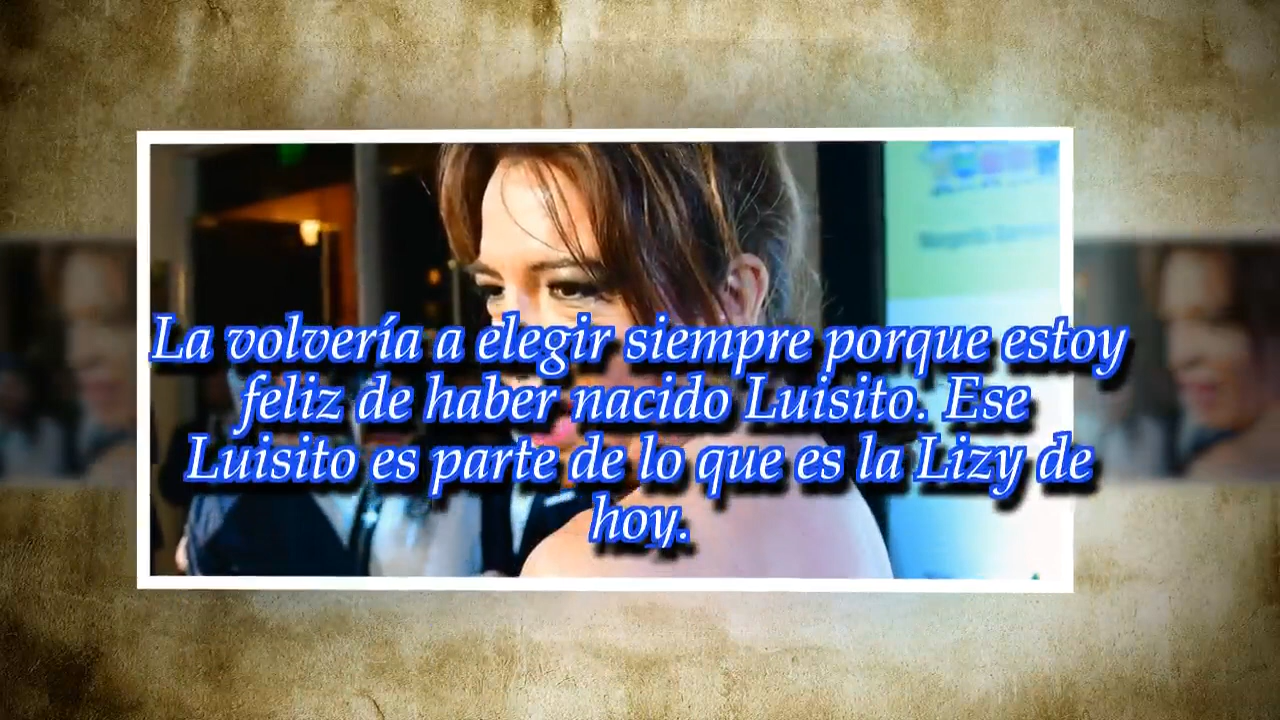 La volvería a elegir siempre porque estoy
feliz de haber nacido Luisito. Ese
Luisito es parte de lo que es la Lizy de
hoy.